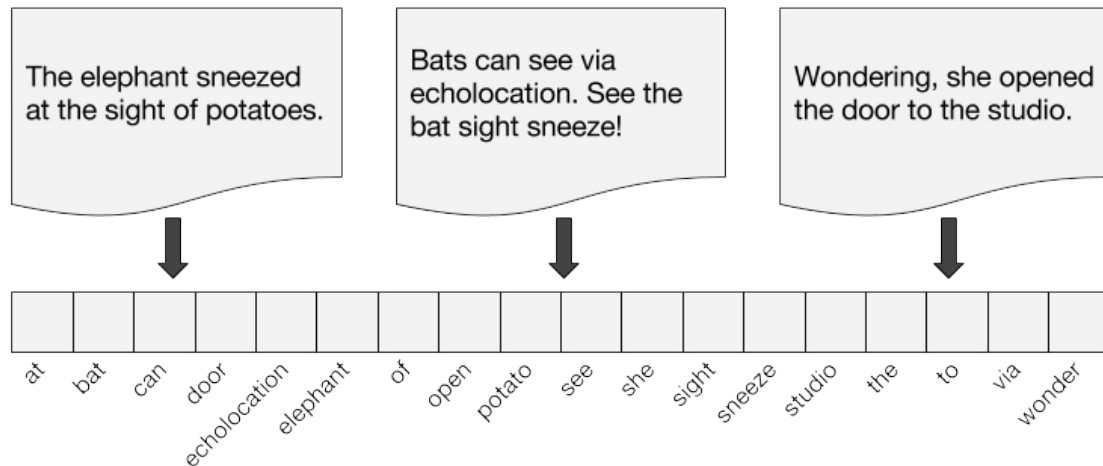 The elephant sneezed
at the sight of potatoes.
Bats can see via
echolocation. See the
bat sight sneeze!
Wondering, she opened
the door to the studio.
at
bat
can
door
echolocation
elephant
of
open
potato
see
she
sight
sneeze
studio
the
to
via
wonder